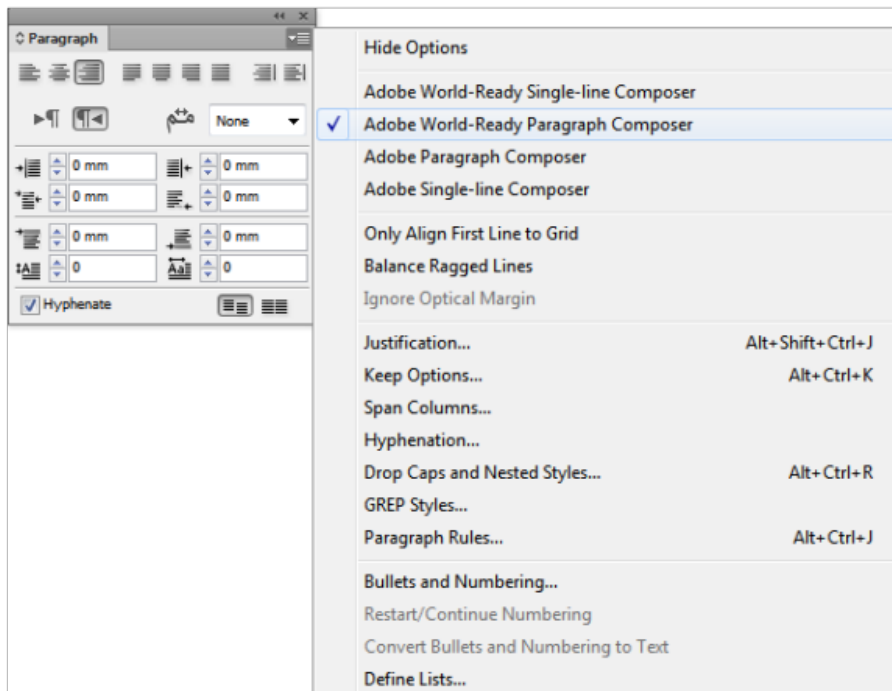 Paragraph
None
0 mm
0 mm
0 mm
0 mm
0 mm
0 mm
0
0
Hyphenate
Hide Options
Adobe World-Ready Single-line Composer
Adobe World-Ready Paragraph Composer
Adobe Paragraph Composer
Adobe Single-line Composer
Only Align First Line to Grid
Balance Ragged Lines
Ignore Optical Margin
Justification... Alt+Shift+Ctrl+J
Keep Options... Alt+Ctrl+K
Span Columns...
Hyphenation...
Drop Caps and Nested Styles... Alt+Ctrl+R
GREP Styles...
Paragraph Rules... Alt+Ctrl+J
Bullets and Numbering...
Restart/Continue Numbering
Convert Bullets and Numbering to Text
Define Lists...